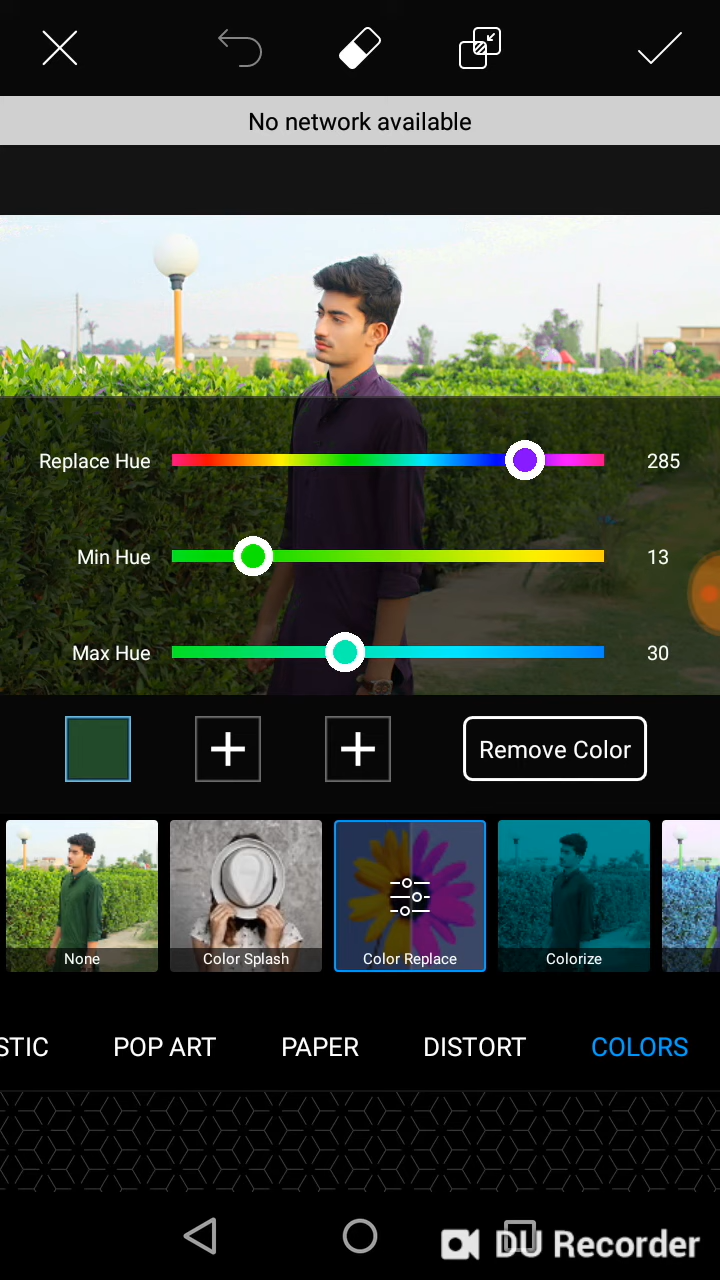 No network available
Replace Hue 285
Min Hue 13
Max Hue 30
Remove Color
None Color Splash Color Replace Colorize
STIC POP ART PAPER DISTORT COLORS
DU Recorder